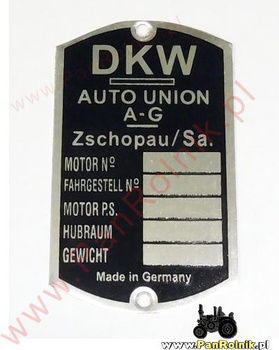 DKW
AUTO UNION
A-G
Zschopau/Sa.
MOTOR Nº
FAHRGESTELL Nº
MOTOR P.S.
HUBRAUM
GEWICHT
Made in Germany
www.PanRolnik.pl
www.PanRolnik.pl